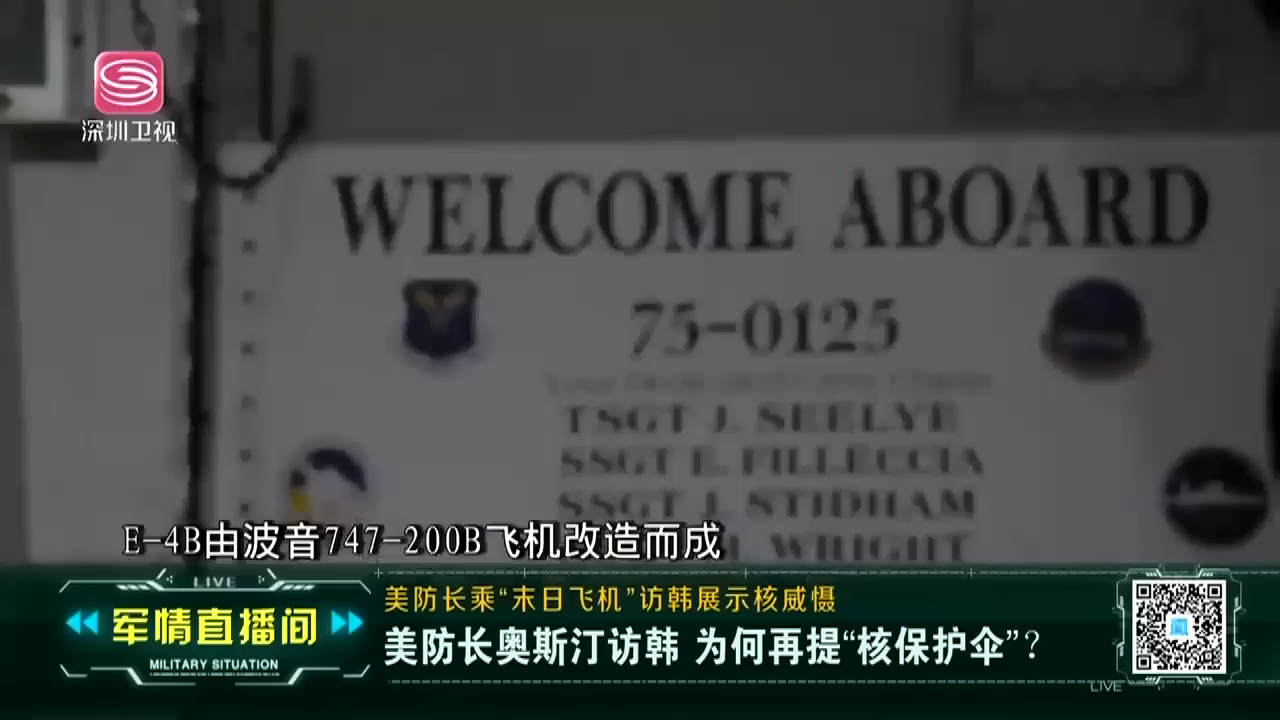 深圳卫视
WELCOME ABOARD
75-0125
TSGT J. SEELYE
SSGT E. FILLECCIA
SSGT J. STIDHAM
WRIGHT
E-4B由波音747-200B飞机改造而成
LIVE
军情直播间
MILITARY SITUATION
美防长乘“末日飞机”访韩展示核威慑
美防长奥斯汀访韩 为何再提“核保护伞”？
LIVE